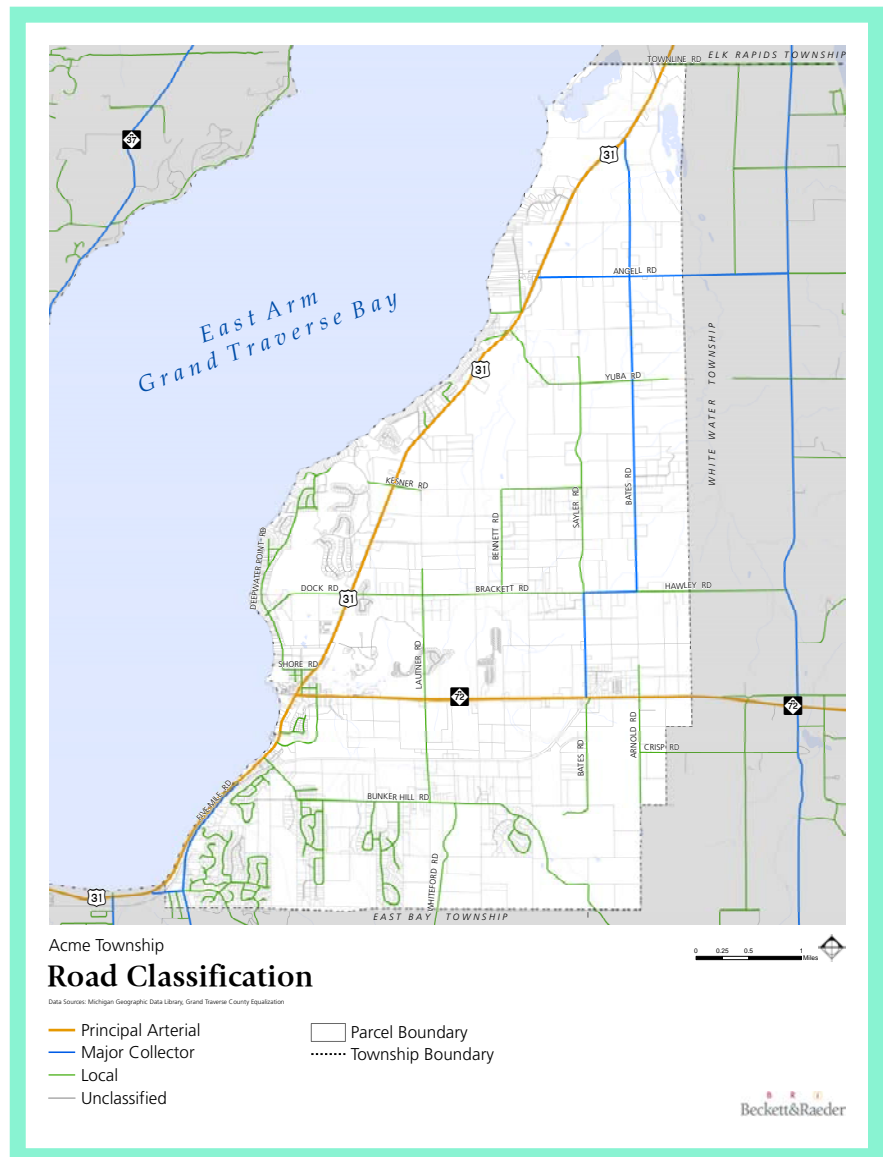 TOWNLINE RD
ELK RAPIDS TOWNSHIP
37
31
ANGELL RD
East Arm
Grand Traverse Bay
31
YUBA RD
WHITE WATER TOWNSHIP
KESNER RD
BATES RD
SAYLER RD
BENNETT RD
DEEPWATER POINT RD
DOCK RD
31
BRACKETT RD
HAWLEY RD
LAUTNER RD
SHORE RD
72
72
ARNOLD RD
BATES RD
CRISP RD
FIVE MILE RD
BUNKER HILL RD
WHITEFORD RD
31
EAST BAY TOWNSHIP
Acme Township
0 0.25 0.5 1
Miles
Road Classification
Data Sources: Michigan Geographic Data Library, Grand Traverse County Equalization
Principal Arterial
Parcel Boundary
Major Collector
Township Boundary
Local
Unclassified
B R i
Beckett&Raeder